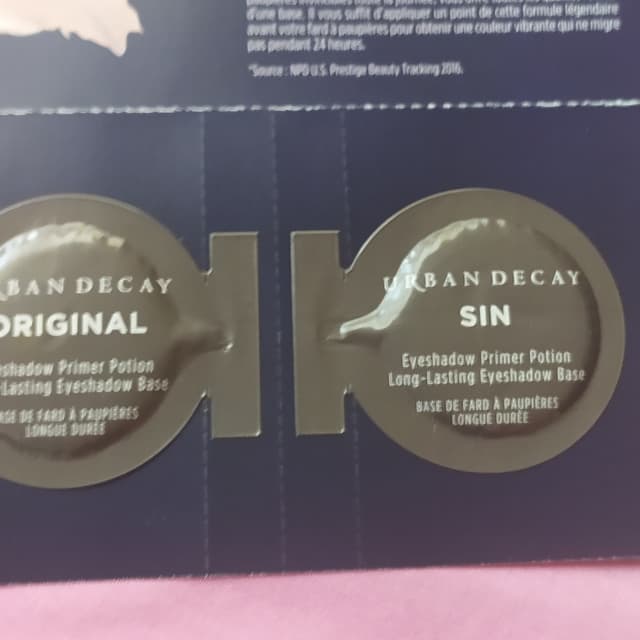 d'une base. Il vous suffit d'appliquer un point de cette formule légendaire
avant votre fard à paupières pour obtenir une couleur vibrante qui ne migre
pas pendant 24 heures.
*Source : NPD U.S. Prestige Beauty Tracking 2016.
RBAN DECAY
ORIGINAL
eshadow Primer Potion
-Lasting Eyeshadow Base
ASE DE FARD À PAUPIÈRES
LONGUE DURÉE
URBAN DECAY
SIN
Eyeshadow Primer Potion
Long-Lasting Eyeshadow Base
BASE DE FARD À PAUPIÈRES
LONGUE DURÉE